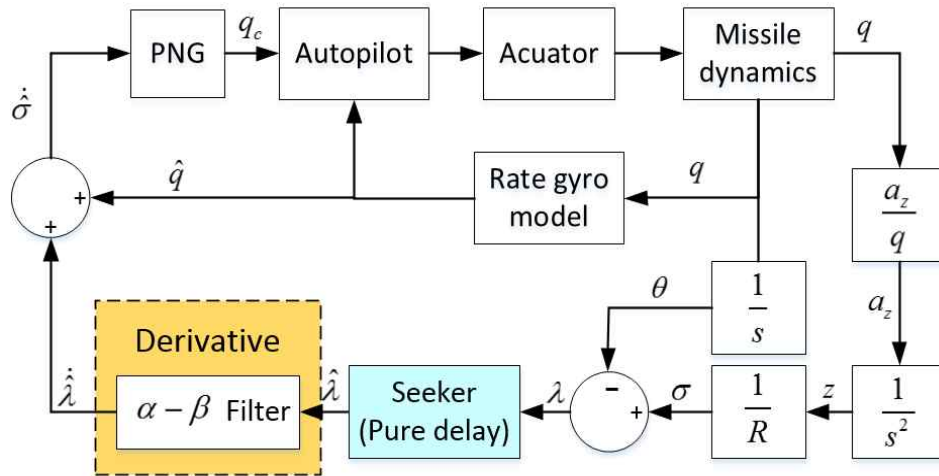 PNG
q_c
Autopilot
Acuator
Missile
dynamics
q
σ̂̇
+
+
q̂
Rate gyro
model
q
a_z
q
a_z
θ
1
s
Derivative
λ̂̇
α − β Filter
λ̂
Seeker
(Pure delay)
λ
−
+
σ
1
R
z
1
s²